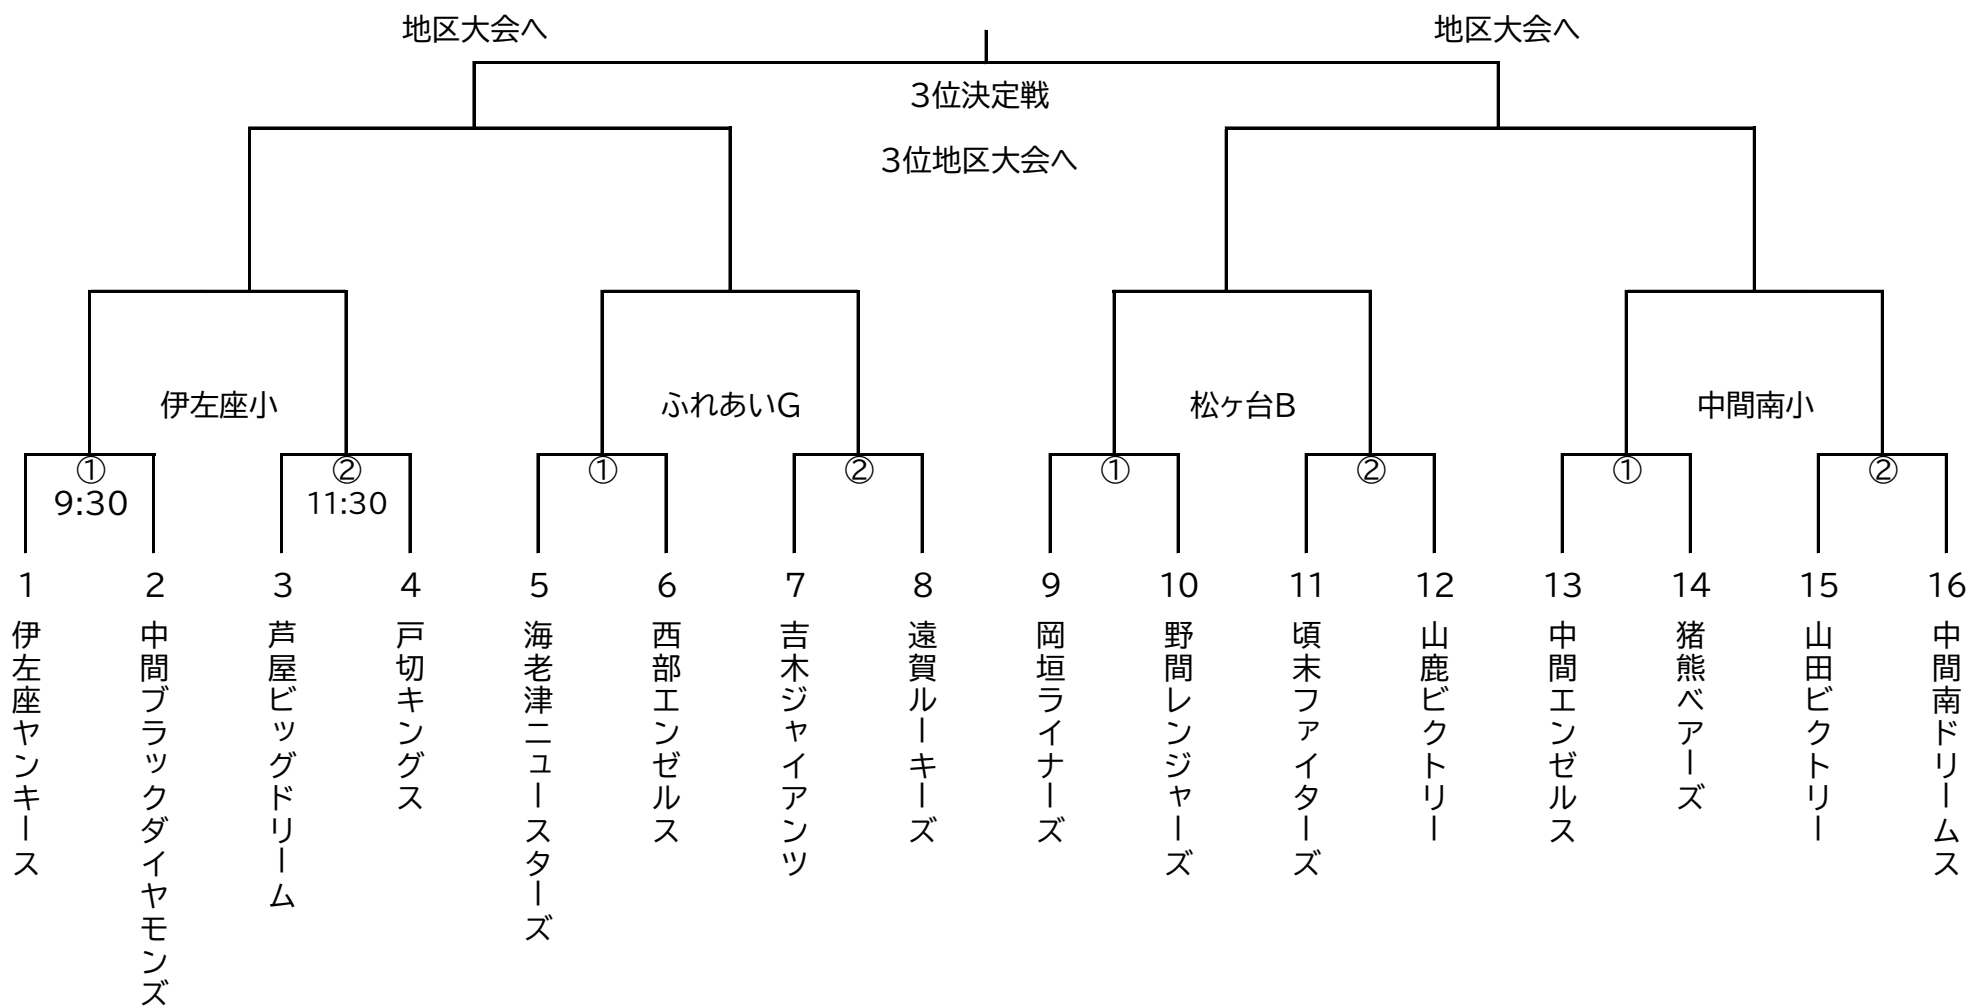 地区大会へ
地区大会へ
3位決定戦
3位地区大会へ
伊左座小
ふれあいG
松ヶ台B
中間南小
①
②
①
②
①
②
①
②
9:30
11:30
1
2
3
4
5
6
7
8
9
10
11
12
13
14
15
16
伊左座ヤンキース
中間ブラックダイヤモンズ
芦屋ビッグドリーム
戸切キングス
海老津ニュースターズ
西部エンゼルス
吉木ジャイアンツ
遠賀ルーキーズ
岡垣ライナーズ
野間レンジャーズ
頃末ファイターズ
山鹿ビクトリー
中間エンゼルス
猪熊ベアーズ
山田ビクトリー
中間南ドリームス